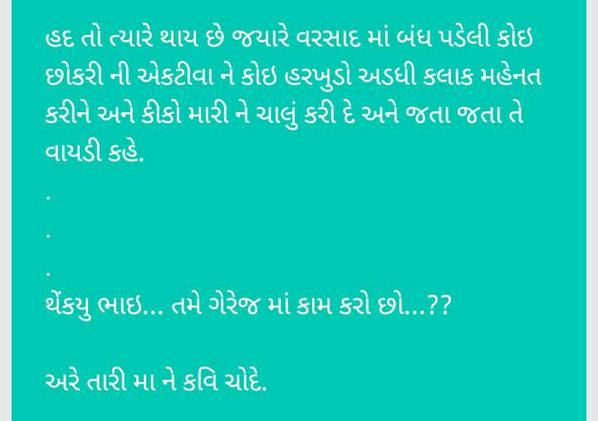 હદ તો ત્યારે થાય છે જયારે વરસાદ માં બંધ પડેલી કોઇ
છોકરી ની એકટીવા ને કોઇ હરખુડો અડધી કલાક મહેનત
કરીને અને કીકો મારી ને ચાલું કરી દે અને જતા જતા તે
વાયડી કહે.
.
.
.
થેંકયુ ભાઇ... તમે ગેરેજ માં કામ કરો છો...??
અરે તારી મા ને કવિ ચોદે.